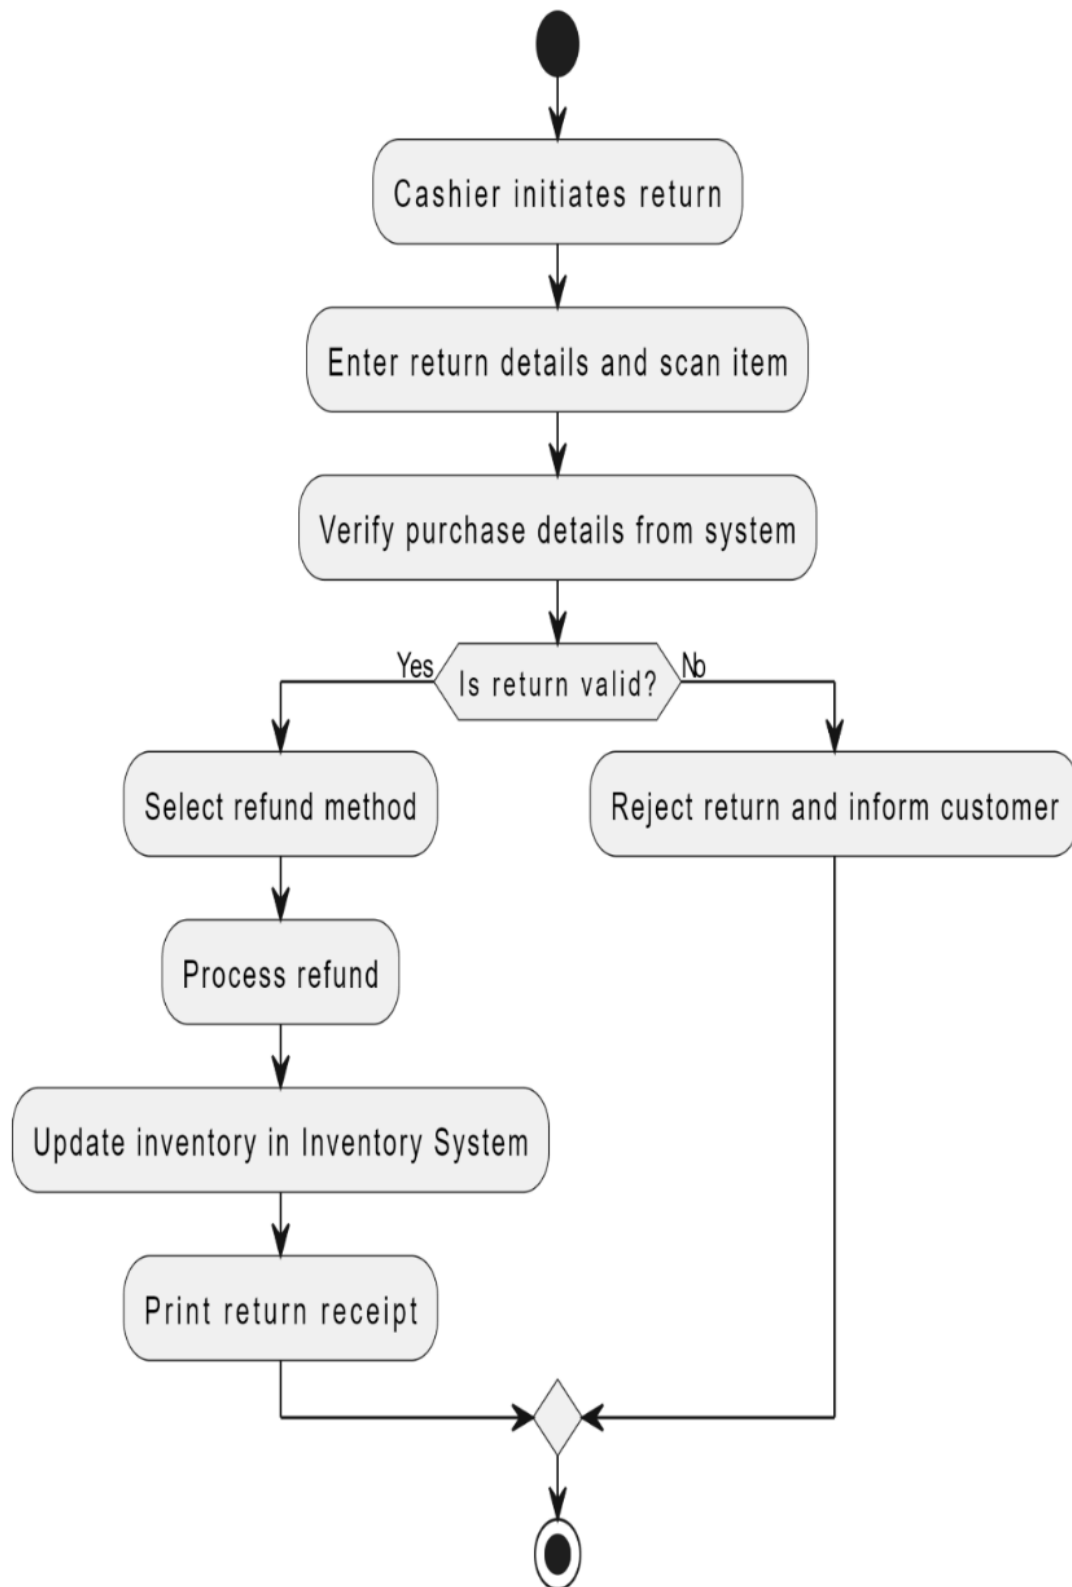 Cashier initiates return
Enter return details and scan item
Verify purchase details from system
Yes
Is return valid?
No
Select refund method
Reject return and inform customer
Process refund
Update inventory in Inventory System
Print return receipt